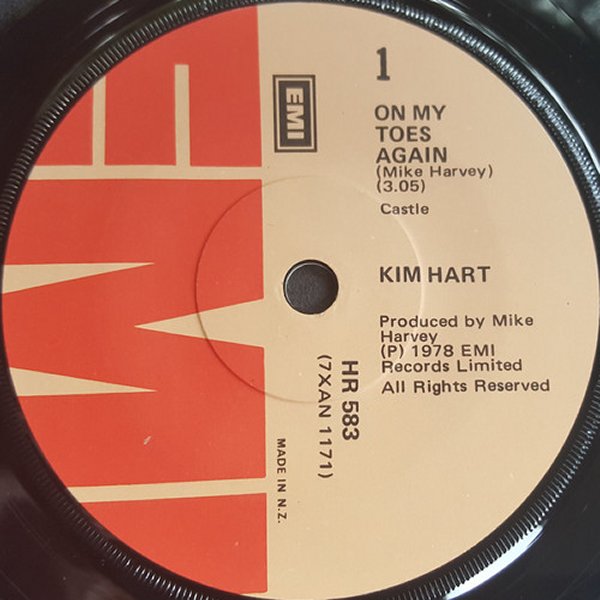 EMI
EMI
1
ON MY
TOES
AGAIN
(Mike Harvey)
(3.05)
Castle
KIM HART
Produced by Mike
Harvey
(P) 1978 EMI
Records Limited
All Rights Reserved
HR 583
(7XAN 1171)
MADE IN N.Z.